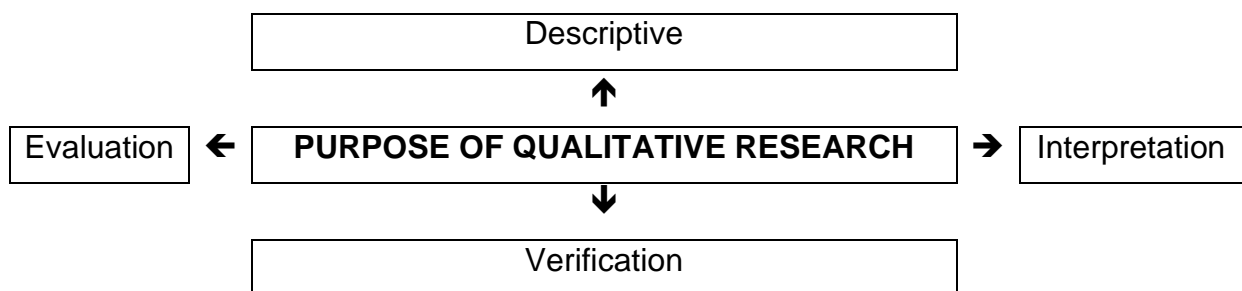 Descriptive
Evaluation
PURPOSE OF QUALITATIVE RESEARCH
Interpretation
Verification